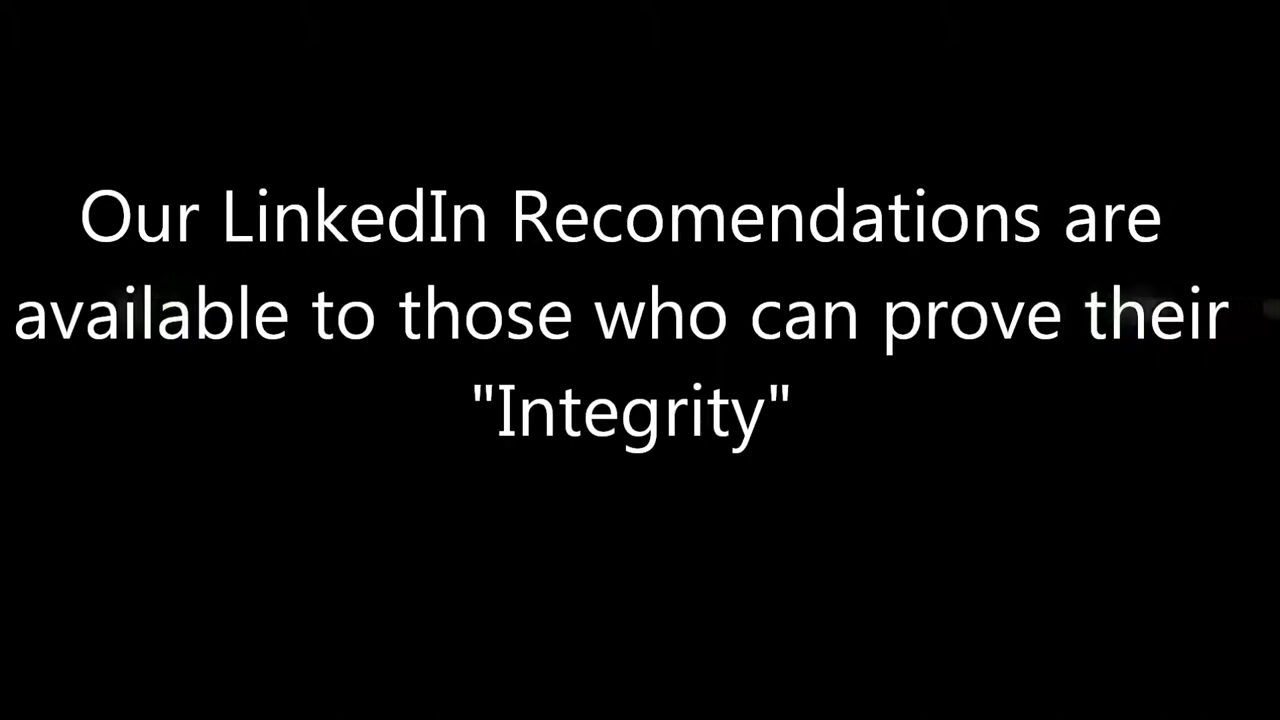 Our LinkedIn Recomendations are
available to those who can prove their
"Integrity"